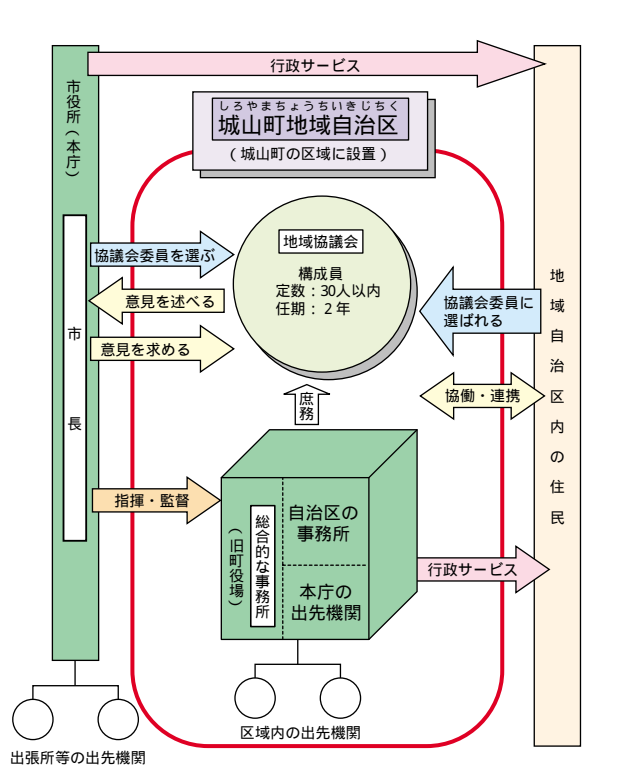 行政サービス
市役所（本庁）
しろやまちょうちいきじちく
城山町地域自治区
（城山町の区域に設置）
地域協議会
構成員
定数：30人以内
任期：２年
協議会委員を選ぶ
意見を述べる
意見を求める
市長
協議会委員に
選ばれる
協働・連携
地域自治区内の住民
庶務
指揮・監督
（旧町役場）
総合的な事務所
自治区の
事務所
本庁の
出先機関
行政サービス
区域内の出先機関
出張所等の出先機関